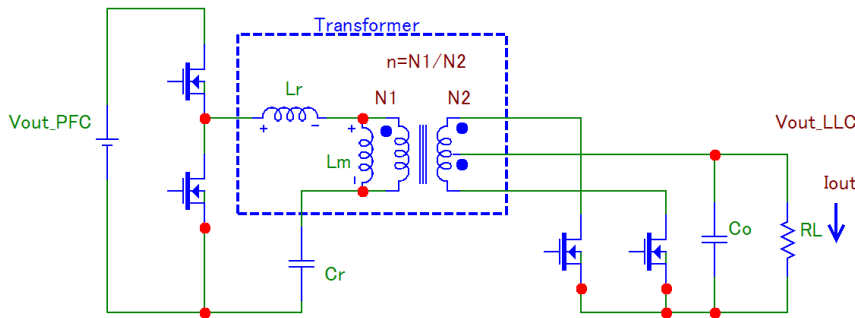 Transformer
n=N1/N2
Lr
N1
N2
Vout_PFC
Vout_LLC
Lm
Iout
Co
RL
Cr
+
−
+
−